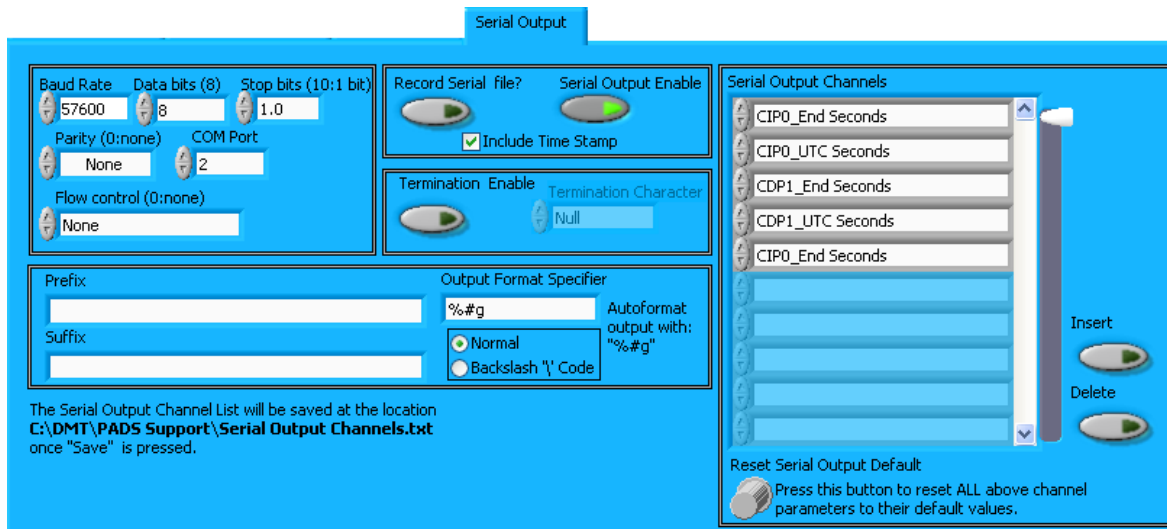 Serial Output
Baud Rate Data bits (8) Stop bits (10:1 bit)
57600 8 1.0
Parity (0:none) COM Port
None 2
Flow control (0:none)
None
Record Serial file? Serial Output Enable
Include Time Stamp
Termination Enable Termination Character
Null
Prefix
Suffix
Output Format Specifier
%#g
Normal
Backslash '\' Code
Autoformat
output with:
"%#g"
The Serial Output Channel List will be saved at the location
C:\DMT\PADS Support\Serial Output Channels.txt
once "Save" is pressed.
Serial Output Channels
CIP0_End Seconds
CIP0_UTC Seconds
CDP1_End Seconds
CDP1_UTC Seconds
CIP0_End Seconds
Insert
Delete
Reset Serial Output Default
Press this button to reset ALL above channel
parameters to their default values.